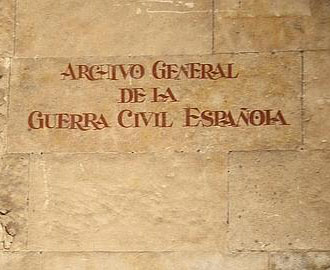 ARCHIVO GENERAL
DE LA
GUERRA CIVIL ESPAÑOLA